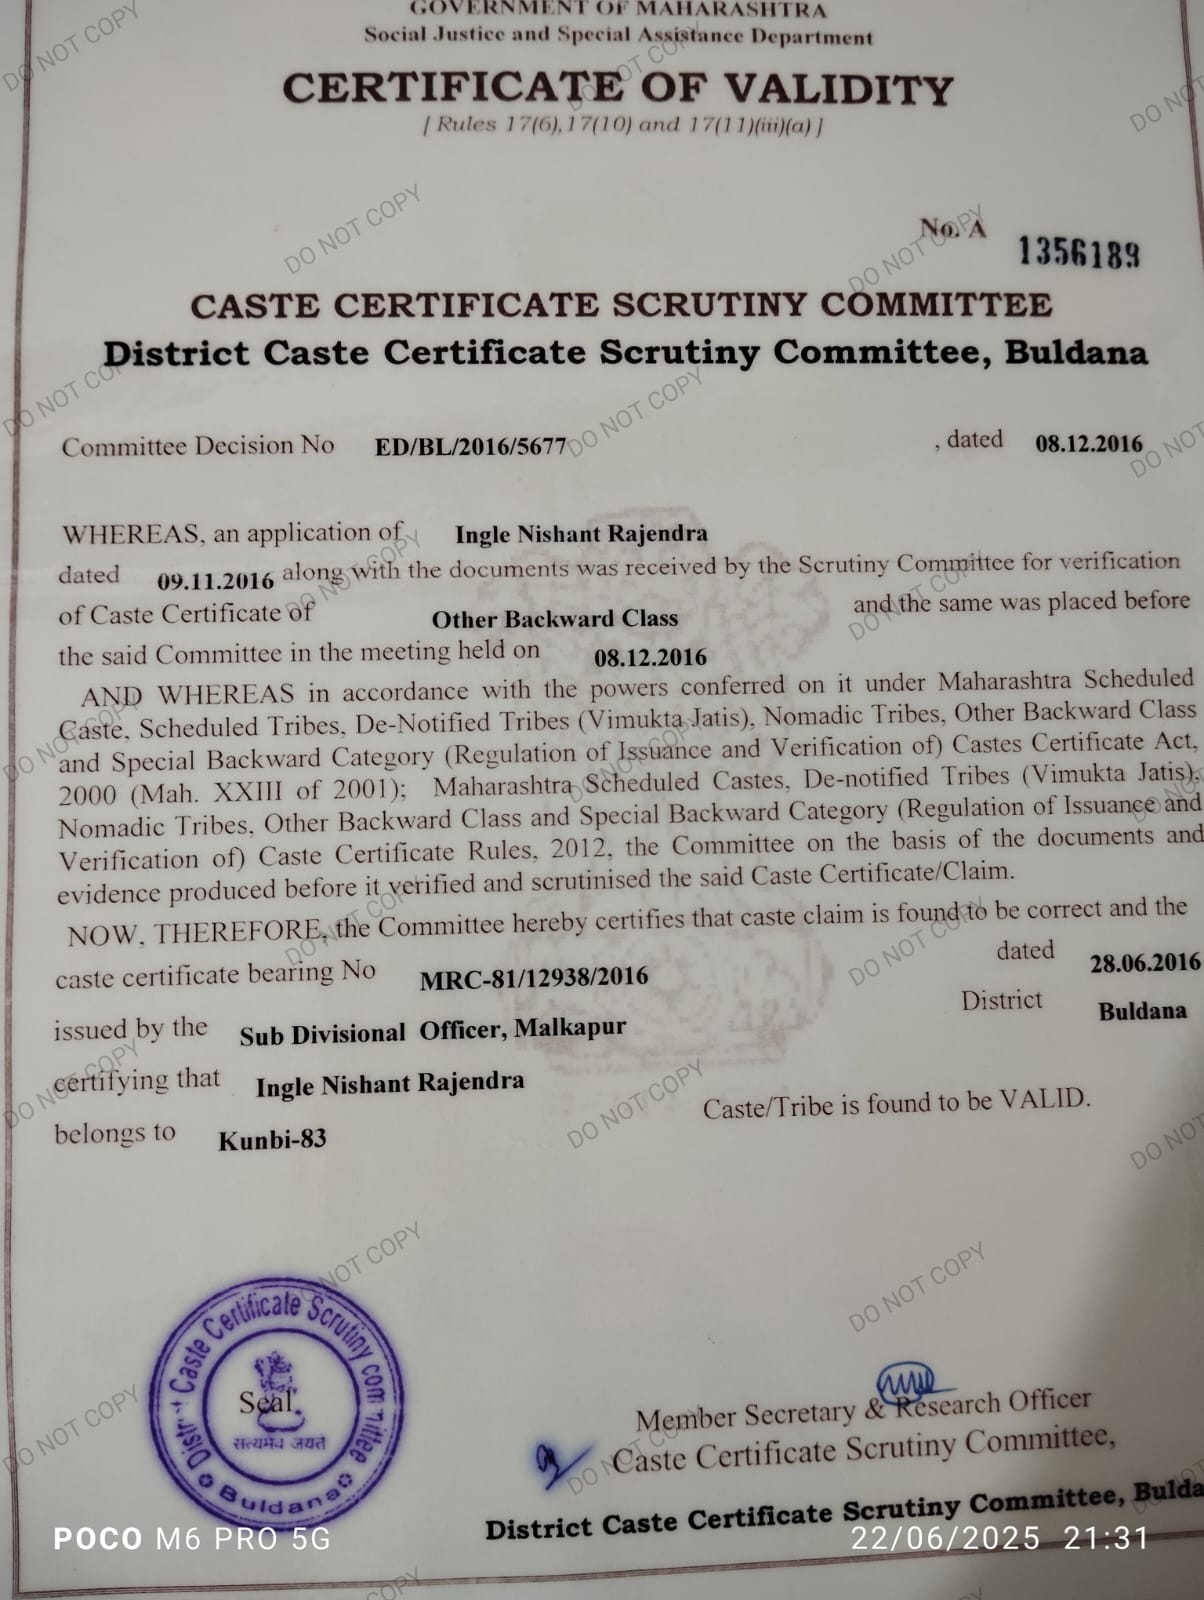 GOVERNMENT OF MAHARASHTRA
Social Justice and Special Assistance Department
CERTIFICATE OF VALIDITY
[ Rules 17(6), 17(10) and 17(11)(iii)(a) ]
No. A 1356189
CASTE CERTIFICATE SCRUTINY COMMITTEE
District Caste Certificate Scrutiny Committee, Buldana
Committee Decision No ED/BL/2016/5677 , dated 08.12.2016
WHEREAS, an application of Ingle Nishant Rajendra
dated 09.11.2016 along with the documents was received by the Scrutiny Committee for verification
of Caste Certificate of Other Backward Class and the same was placed before
the said Committee in the meeting held on 08.12.2016
AND WHEREAS in accordance with the powers conferred on it under Maharashtra Scheduled
Caste, Scheduled Tribes, De-Notified Tribes (Vimukta Jatis), Nomadic Tribes, Other Backward Class
and Special Backward Category (Regulation of Issuance and Verification of) Castes Certificate Act,
2000 (Mah. XXIII of 2001); Maharashtra Scheduled Castes, De-notified Tribes (Vimukta Jatis),
Nomadic Tribes, Other Backward Class and Special Backward Category (Regulation of Issuance and
Verification of) Caste Certificate Rules, 2012, the Committee on the basis of the documents and
evidence produced before it verified and scrutinised the said Caste Certificate/Claim.
NOW, THEREFORE, the Committee hereby certifies that caste claim is found to be correct and the
caste certificate bearing No MRC-81/12938/2016 dated 28.06.2016
issued by the Sub Divisional Officer, Malkapur District Buldana
certifying that Ingle Nishant Rajendra
belongs to Kunbi-83 Caste/Tribe is found to be VALID.
Caste Certificate Scrutiny
Seal
सत्यमेव जयते
Buldana
Member Secretary & Research Officer
Caste Certificate Scrutiny Committee,
District Caste Certificate Scrutiny Committee, Bulda
POCO M6 PRO 5G
22/06/2025 21:31
DO NOT COPY